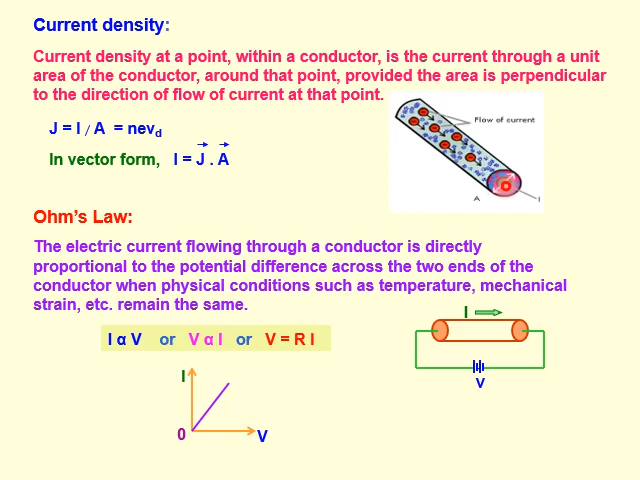 Current density:
Current density at a point, within a conductor, is the current through a unit
area of the conductor, around that point, provided the area is perpendicular
to the direction of flow of current at that point.
J = I / A = nevd
In vector form, I = J⃗ . A⃗
Flow of current
A
I
Ohm's Law:
The electric current flowing through a conductor is directly
proportional to the potential difference across the two ends of the
conductor when physical conditions such as temperature, mechanical
strain, etc. remain the same.
I α V or V α I or V = R I
I
V
I
0
V